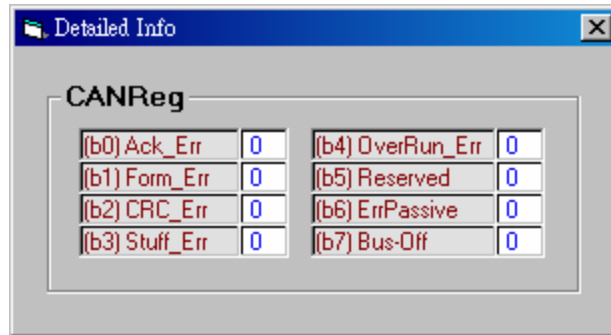 Detailed Info
CANReg
(b0) Ack_Err 0 (b4) OverRun_Err 0
(b1) Form_Err 0 (b5) Reserved 0
(b2) CRC_Err 0 (b6) ErrPassive 0
(b3) Stuff_Err 0 (b7) Bus-Off 0